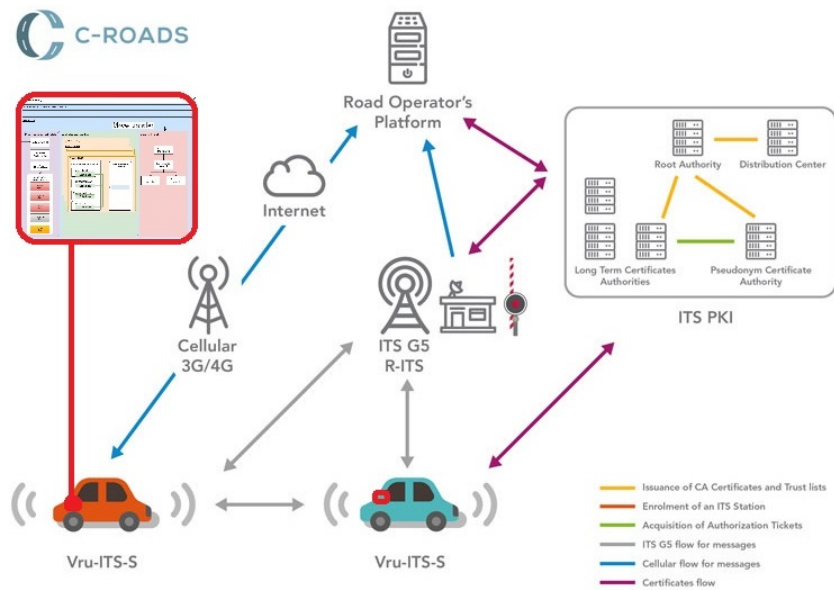 C-ROADS
Road Operator's
Platform
Internet
Root Authority
Distribution Center
Long Term Certificates
Authorities
Pseudonym Certificate
Authority
ITS PKI
Cellular
3G/4G
ITS G5
R-ITS
Vru-ITS-S
Vru-ITS-S
Issuance of CA Certificates and Trust lists
Enrolment of an ITS Station
Acquisition of Authorization Tickets
ITS G5 flow for messages
Cellular flow for messages
Certificates flow